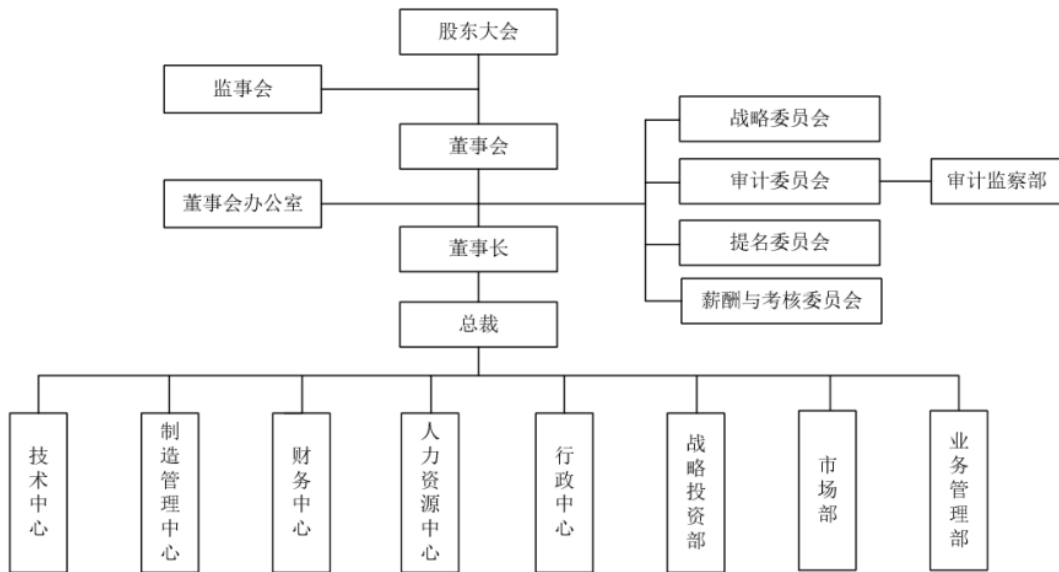 股东大会
监事会
董事会
战略委员会
审计委员会
审计监察部
董事会办公室
董事长
提名委员会
薪酬与考核委员会
总裁
技术中心
制造管理中心
财务中心
人力资源中心
行政中心
战略投资部
市场部
业务管理部